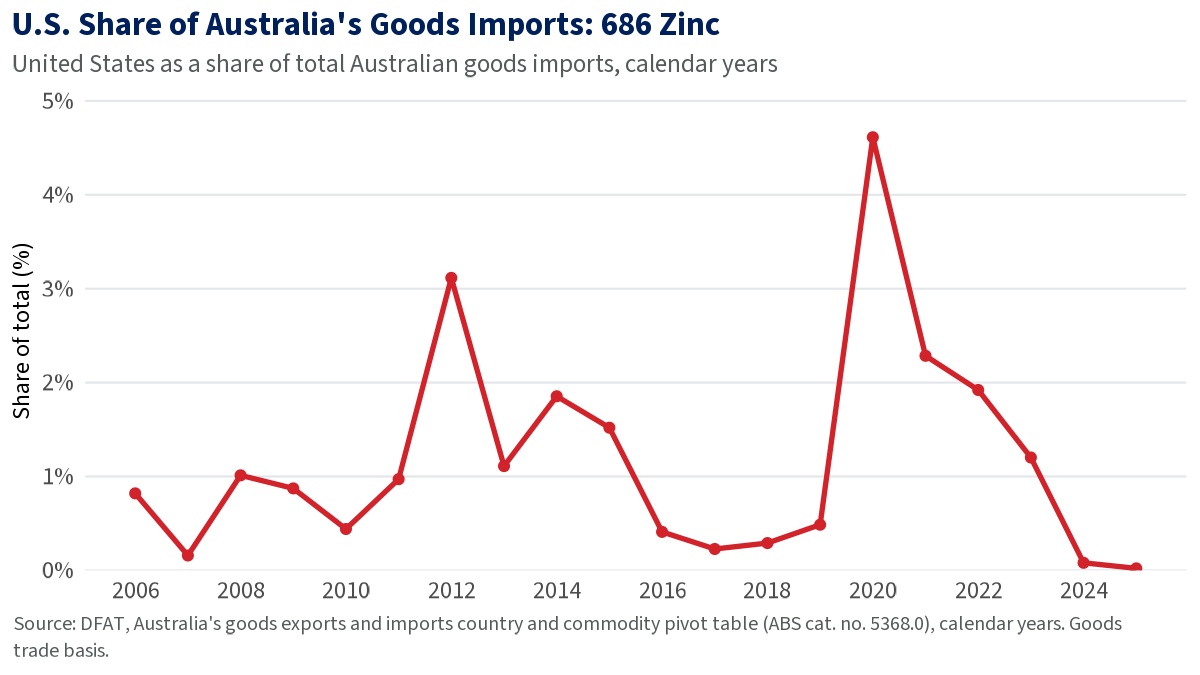 U.S. Share of Australia's Goods Imports: 686 Zinc
United States as a share of total Australian goods imports, calendar years
Share of total (%)
5%
4%
3%
2%
1%
0%
2006 2008 2010 2012 2014 2016 2018 2020 2022 2024
Source: DFAT, Australia's goods exports and imports country and commodity pivot table (ABS cat. no. 5368.0), calendar years. Goods
trade basis.